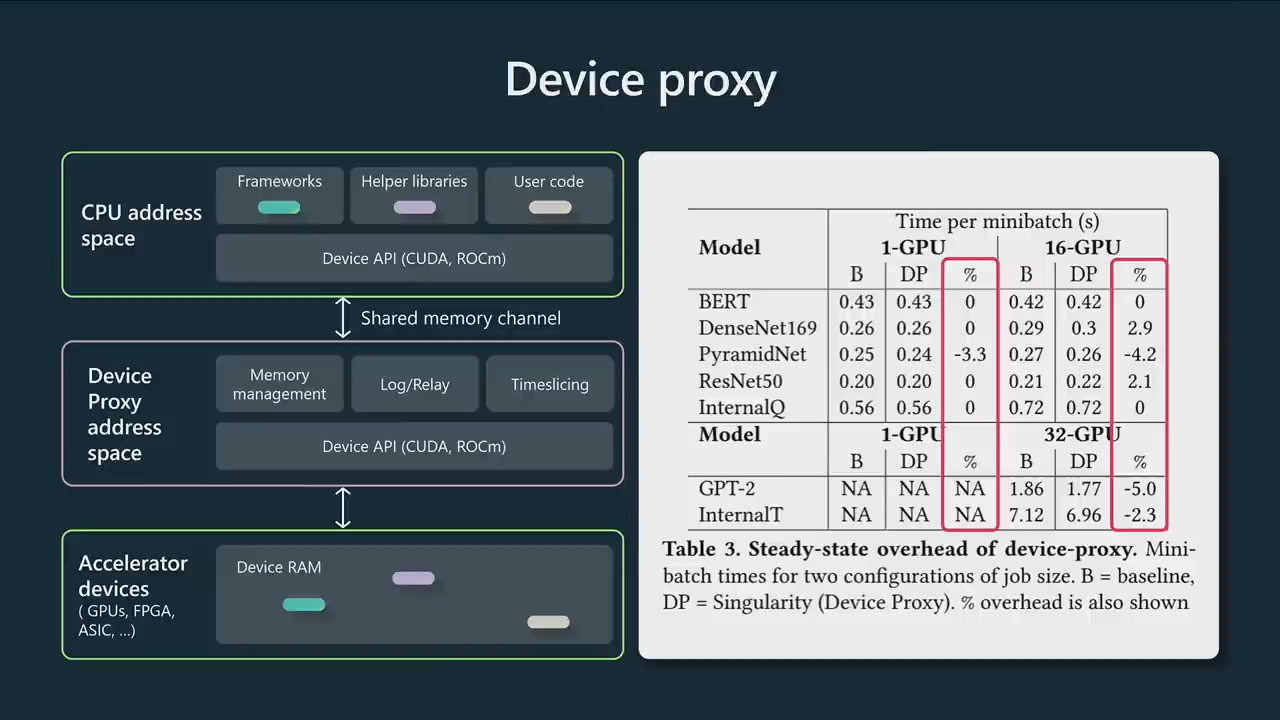 Device proxy
CPU address
space
Frameworks
Helper libraries
User code
Device API (CUDA, ROCm)
Shared memory channel
Device
Proxy
address
space
Memory
management
Log/Relay
Timeslicing
Device API (CUDA, ROCm)
Accelerator
devices
( GPUs, FPGA,
ASIC, ...)
Device RAM
Time per minibatch (s)
Model 1-GPU 16-GPU
B DP % B DP %
BERT 0.43 0.43 0 0.42 0.42 0
DenseNet169 0.26 0.26 0 0.29 0.3 2.9
PyramidNet 0.25 0.24 -3.3 0.27 0.26 -4.2
ResNet50 0.20 0.20 0 0.21 0.22 2.1
InternalQ 0.56 0.56 0 0.72 0.72 0
Model 1-GPU 32-GPU
B DP % B DP %
GPT-2 NA NA NA 1.86 1.77 -5.0
InternalT NA NA NA 7.12 6.96 -2.3
Table 3. Steady-state overhead of device-proxy. Mini-
batch times for two configurations of job size. B = baseline,
DP = Singularity (Device Proxy). % overhead is also shown